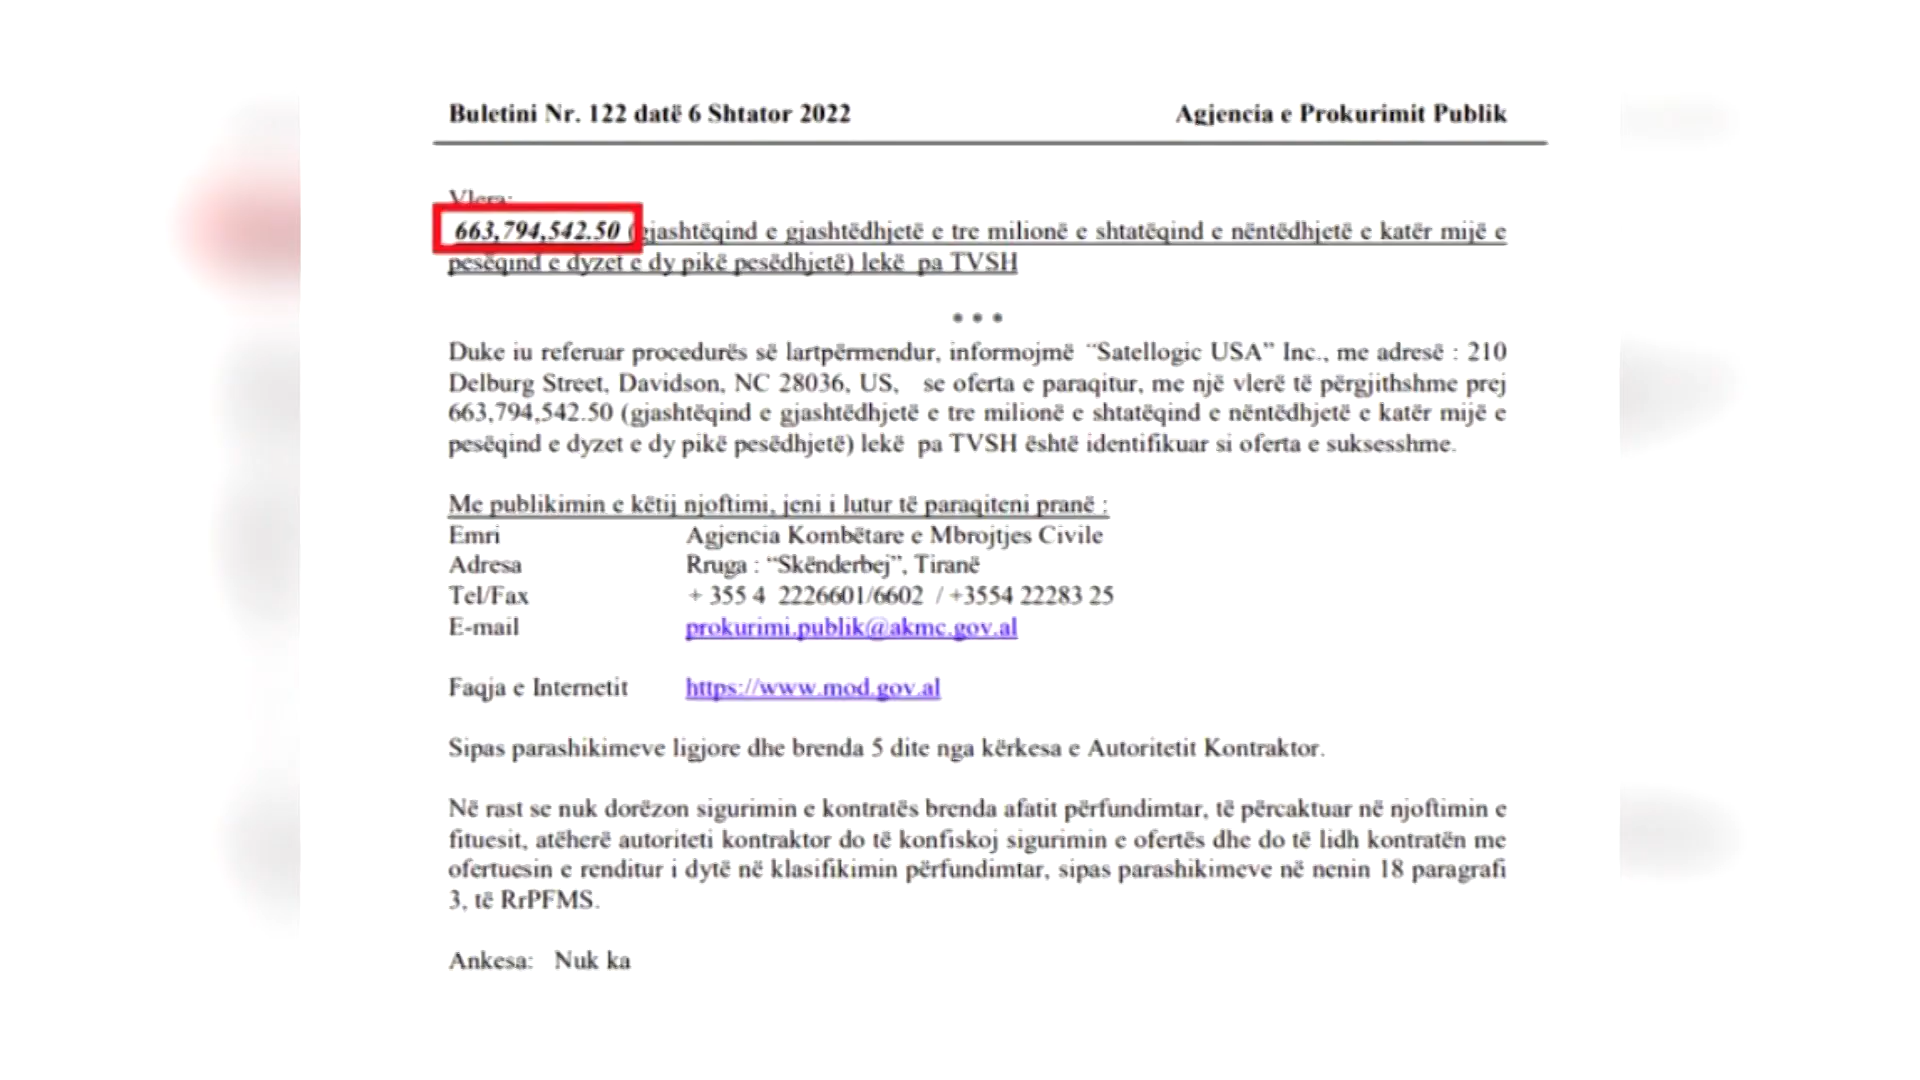 Buletini Nr. 122 datë 6 Shtator 2022 Agjencia e Prokurimit Publik
Vlera:
663,794,542.50 (gjashtëqind e gjashtëdhjetë e tre milionë e shtatëqind e nëntëdhjetë e katër mijë e
pesëqind e dyzet e dy pikë pesëdhjetë) lekë pa TVSH
* * *
Duke iu referuar procedurës së lartpërmendur, informojmë “Satellogic USA” Inc., me adresë : 210
Delburg Street, Davidson, NC 28036, US, se oferta e paraqitur, me një vlerë të përgjithshme prej
663,794,542.50 (gjashtëqind e gjashtëdhjetë e tre milionë e shtatëqind e nëntëdhjetë e katër mijë e
pesëqind e dyzet e dy pikë pesëdhjetë) lekë pa TVSH është identifikuar si oferta e suksesshme.
Me publikimin e këtij njoftimi, jeni i lutur të paraqiteni pranë :
Emri Agjencia Kombëtare e Mbrojtjes Civile
Adresa Rruga : “Skënderbej”, Tiranë
Tel/Fax + 355 4 2226601/6602 / +3554 22283 25
E-mail prokurimi.publik@akmc.gov.al
Faqja e Internetit https://www.mod.gov.al
Sipas parashikimeve ligjore dhe brenda 5 dite nga kërkesa e Autoritetit Kontraktor.
Në rast se nuk dorëzon sigurimin e kontratës brenda afatit përfundimtar, të përcaktuar në njoftimin e
fituesit, atëherë autoriteti kontraktor do të konfiskoj sigurimin e ofertës dhe do të lidh kontratën me
ofertuesin e renditur i dytë në klasifikimin përfundimtar, sipas parashikimeve në nenin 18 paragrafi
3, të RrPFMS.
Ankesa: Nuk ka